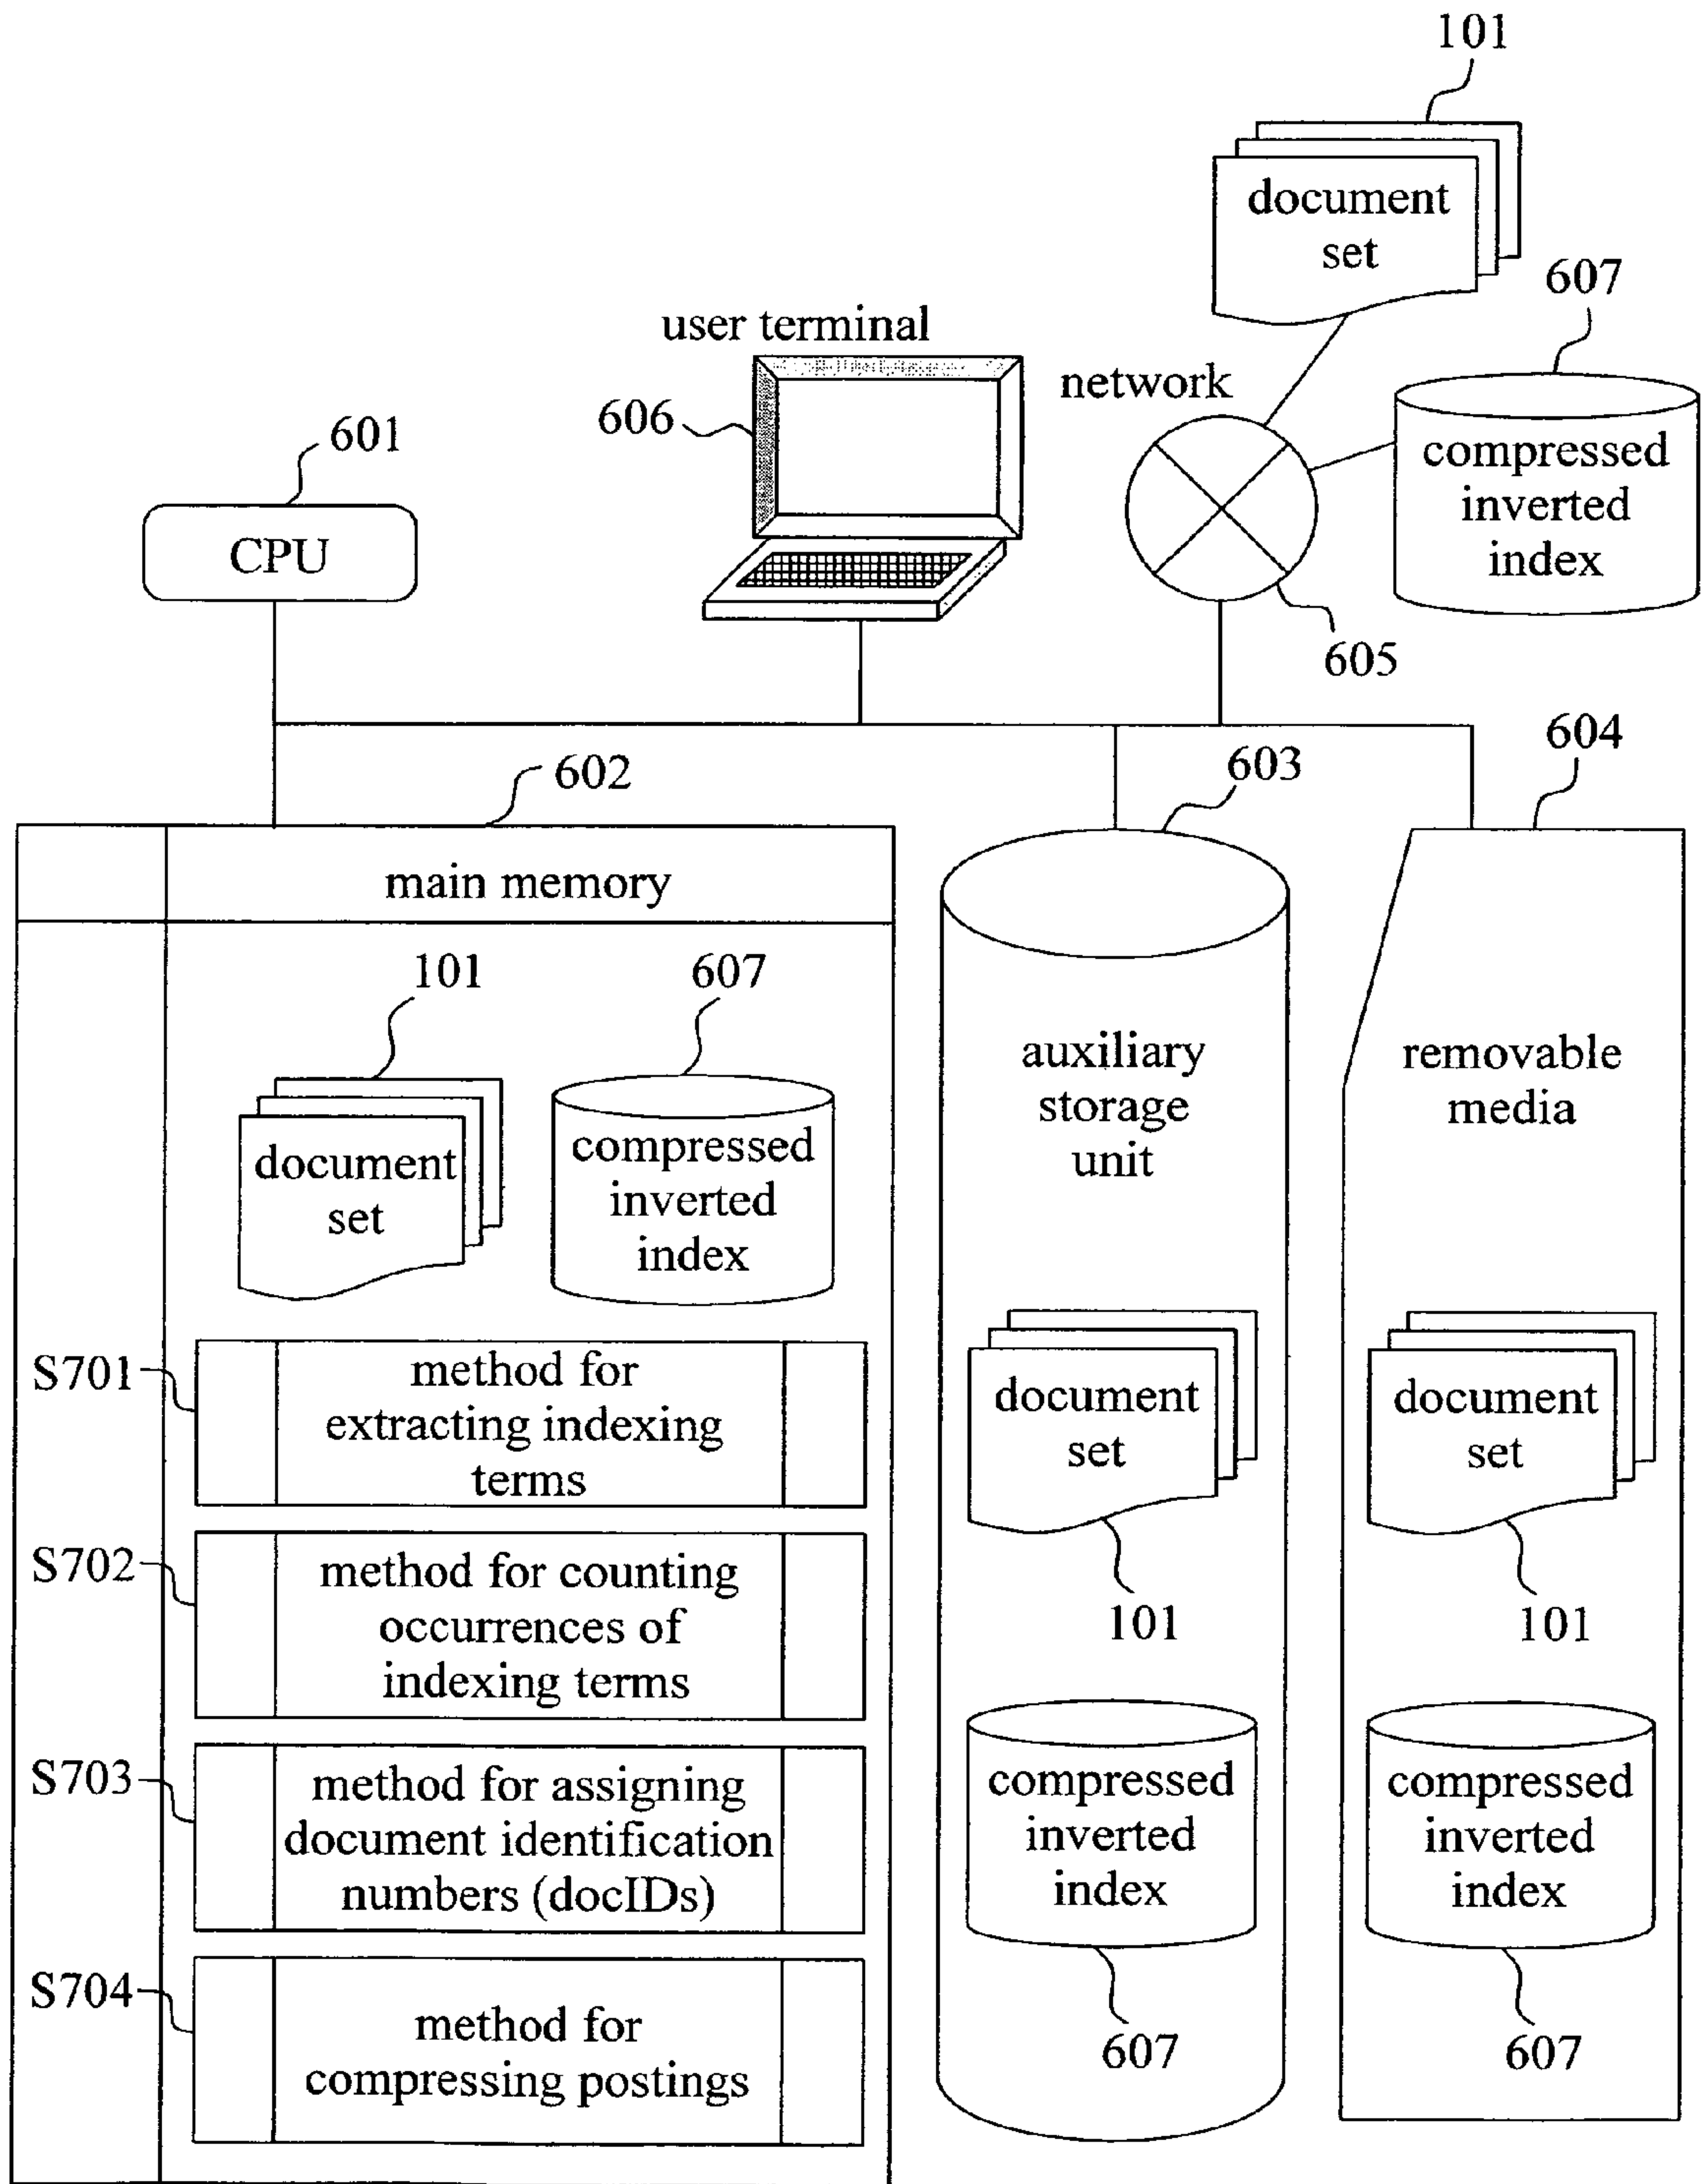 101
document
set
607
user terminal
network
606
compressed
inverted
index
601
CPU
605
604
603
602
main memory
101
607
auxiliary
storage
unit
removable
media
document
set
compressed
inverted
index
S701
method for
extracting indexing
terms
document
set
document
set
S702
method for counting
occurrences of
indexing terms
101
101
S703
method for assigning
document identification
numbers (docIDs)
compressed
inverted
index
compressed
inverted
index
S704
method for
compressing postings
607
607